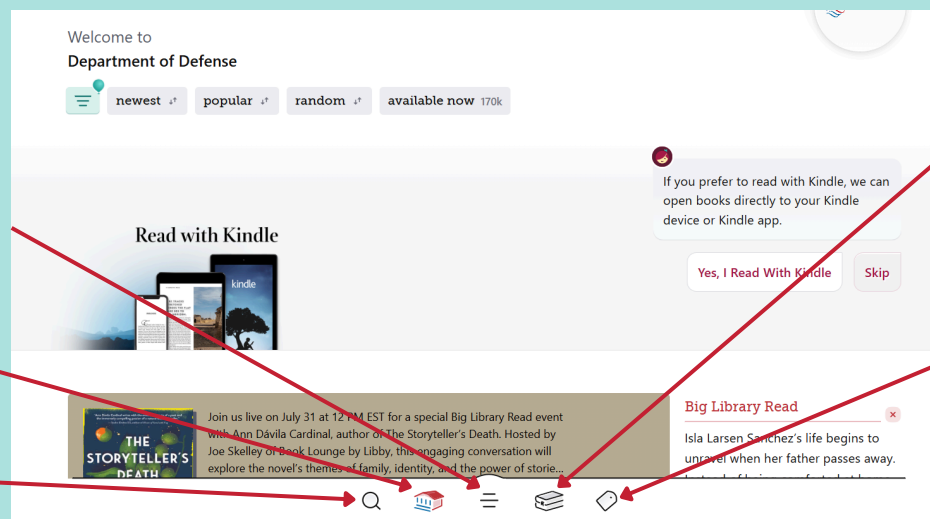 Welcome to
Department of Defense
newest
popular
random
available now 170k
If you prefer to read with Kindle, we can
open books directly to your Kindle
device or Kindle app.
Read with Kindle
kindle
Yes, I Read With Kindle
Skip
Join us live on July 31 at 12 PM EST for a special Big Library Read event
with Ann Dávila Cardinal, author of The Storyteller's Death. Hosted by
Joe Skelley of Book Lounge by Libby, this engaging conversation will
explore the novel's themes of family, identity, and the power of storie...
THE
STORYTELLER'S
DEATH
Big Library Read
Isla Larsen Sanchez's life begins to
unravel when her father passes away.